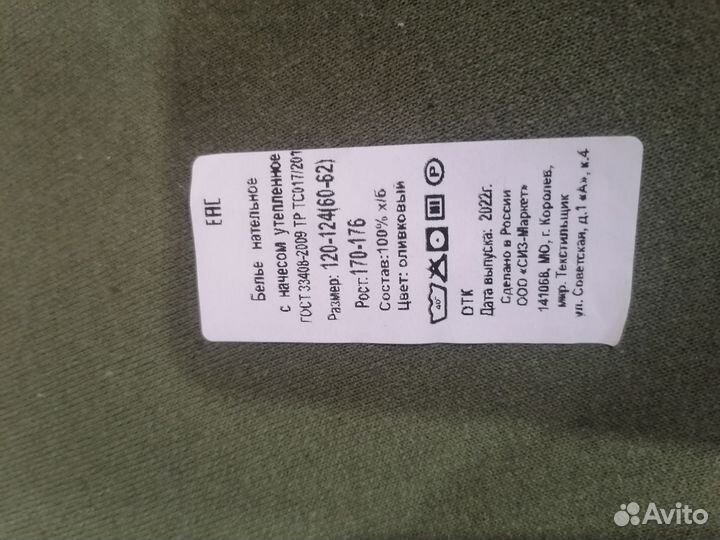 ЕАС
Белье нательное
с начесом утепленное
ГОСТ 33408-2009 ТР ТС017/201
Размер: 120-124(60-62)
Рост:170-176
Состав:100% х/б
Цвет: оливковый
40° P
ОТК
Дата выпуска: 2022г.
Сделано в России
ООО «СИЗ-Маркет»
141068, МО, г. Королев,
мкр. Текстильщик
ул. Советская, д.1 «А», к.4
Avito